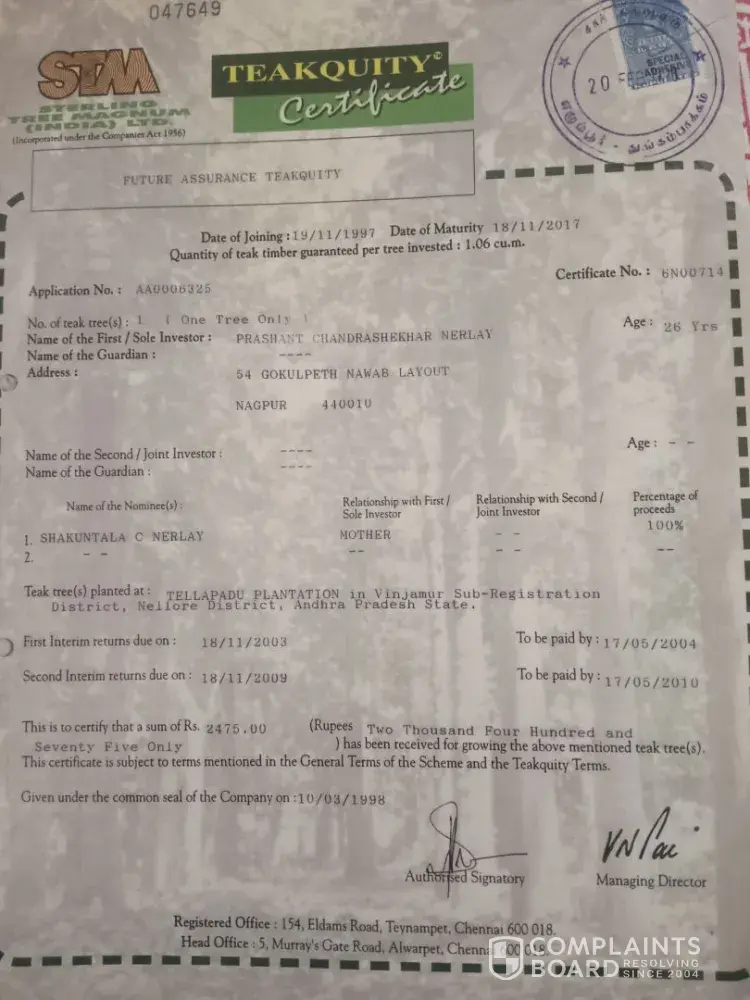 047649
STM
STERLING
TREE MAGNUM
(INDIA) LTD.
(Incorporated under the Companies Act 1956)
TEAKQUITY™
Certificate
SPECIAL
ADHESIVE
20 FEB
FUTURE ASSURANCE TEAKQUITY
Date of Joining : 19/11/1997 Date of Maturity 18/11/2017
Quantity of teak timber guaranteed per tree invested : 1.06 cu.m.
Certificate No. : 6N00714
Application No. : AA0006325
No. of teak tree(s) : 1 ( One Tree Only )
Name of the First / Sole Investor : PRASHANT CHANDRASHEKHAR NERLAY Age : 26 Yrs
Name of the Guardian : ----
Address : 54 GOKULPETH NAWAB LAYOUT
NAGPUR 440010
Name of the Second / Joint Investor : ---- Age : - -
Name of the Guardian : ----
Name of the Nominee(s) : Relationship with First / Sole Investor Relationship with Second / Joint Investor Percentage of proceeds
1. SHAKUNTALA C NERLAY MOTHER - - 100%
2. - - -- - - --
Teak tree(s) planted at : TELLAPADU PLANTATION in Vinjamur Sub-Registration
District, Nellore District, Andhra Pradesh State.
First Interim returns due on : 18/11/2003 To be paid by : 17/05/2004
Second Interim returns due on : 18/11/2009 To be paid by : 17/05/2010
This is to certify that a sum of Rs. 2475.00 (Rupees Two Thousand Four Hundred and
Seventy Five Only ) has been received for growing the above mentioned teak tree(s).
This certificate is subject to terms mentioned in the General Terms of the Scheme and the Teakquity Terms.
Given under the common seal of the Company on : 10/03/1998
VN Pai
Authorised Signatory Managing Director
Registered Office : 154, Eldams Road, Teynampet, Chennai 600 018.
Head Office : 5, Murray's Gate Road, Alwarpet, Chennai 600 018.
COMPLAINTS
BOARD RESOLVING
SINCE 2004